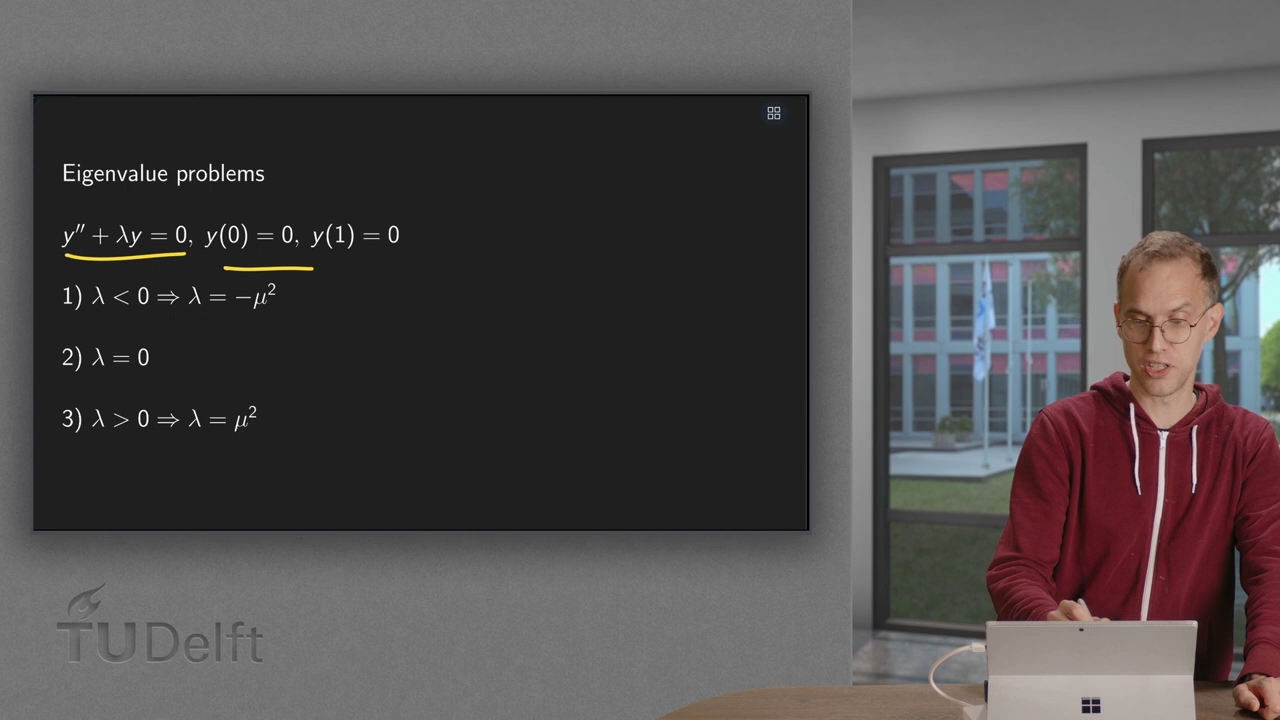 Eigenvalue problems
y″ + λy = 0, y(0) = 0, y(1) = 0
1) λ < 0 ⇒ λ = −μ²
2) λ = 0
3) λ > 0 ⇒ λ = μ²
TUDelft